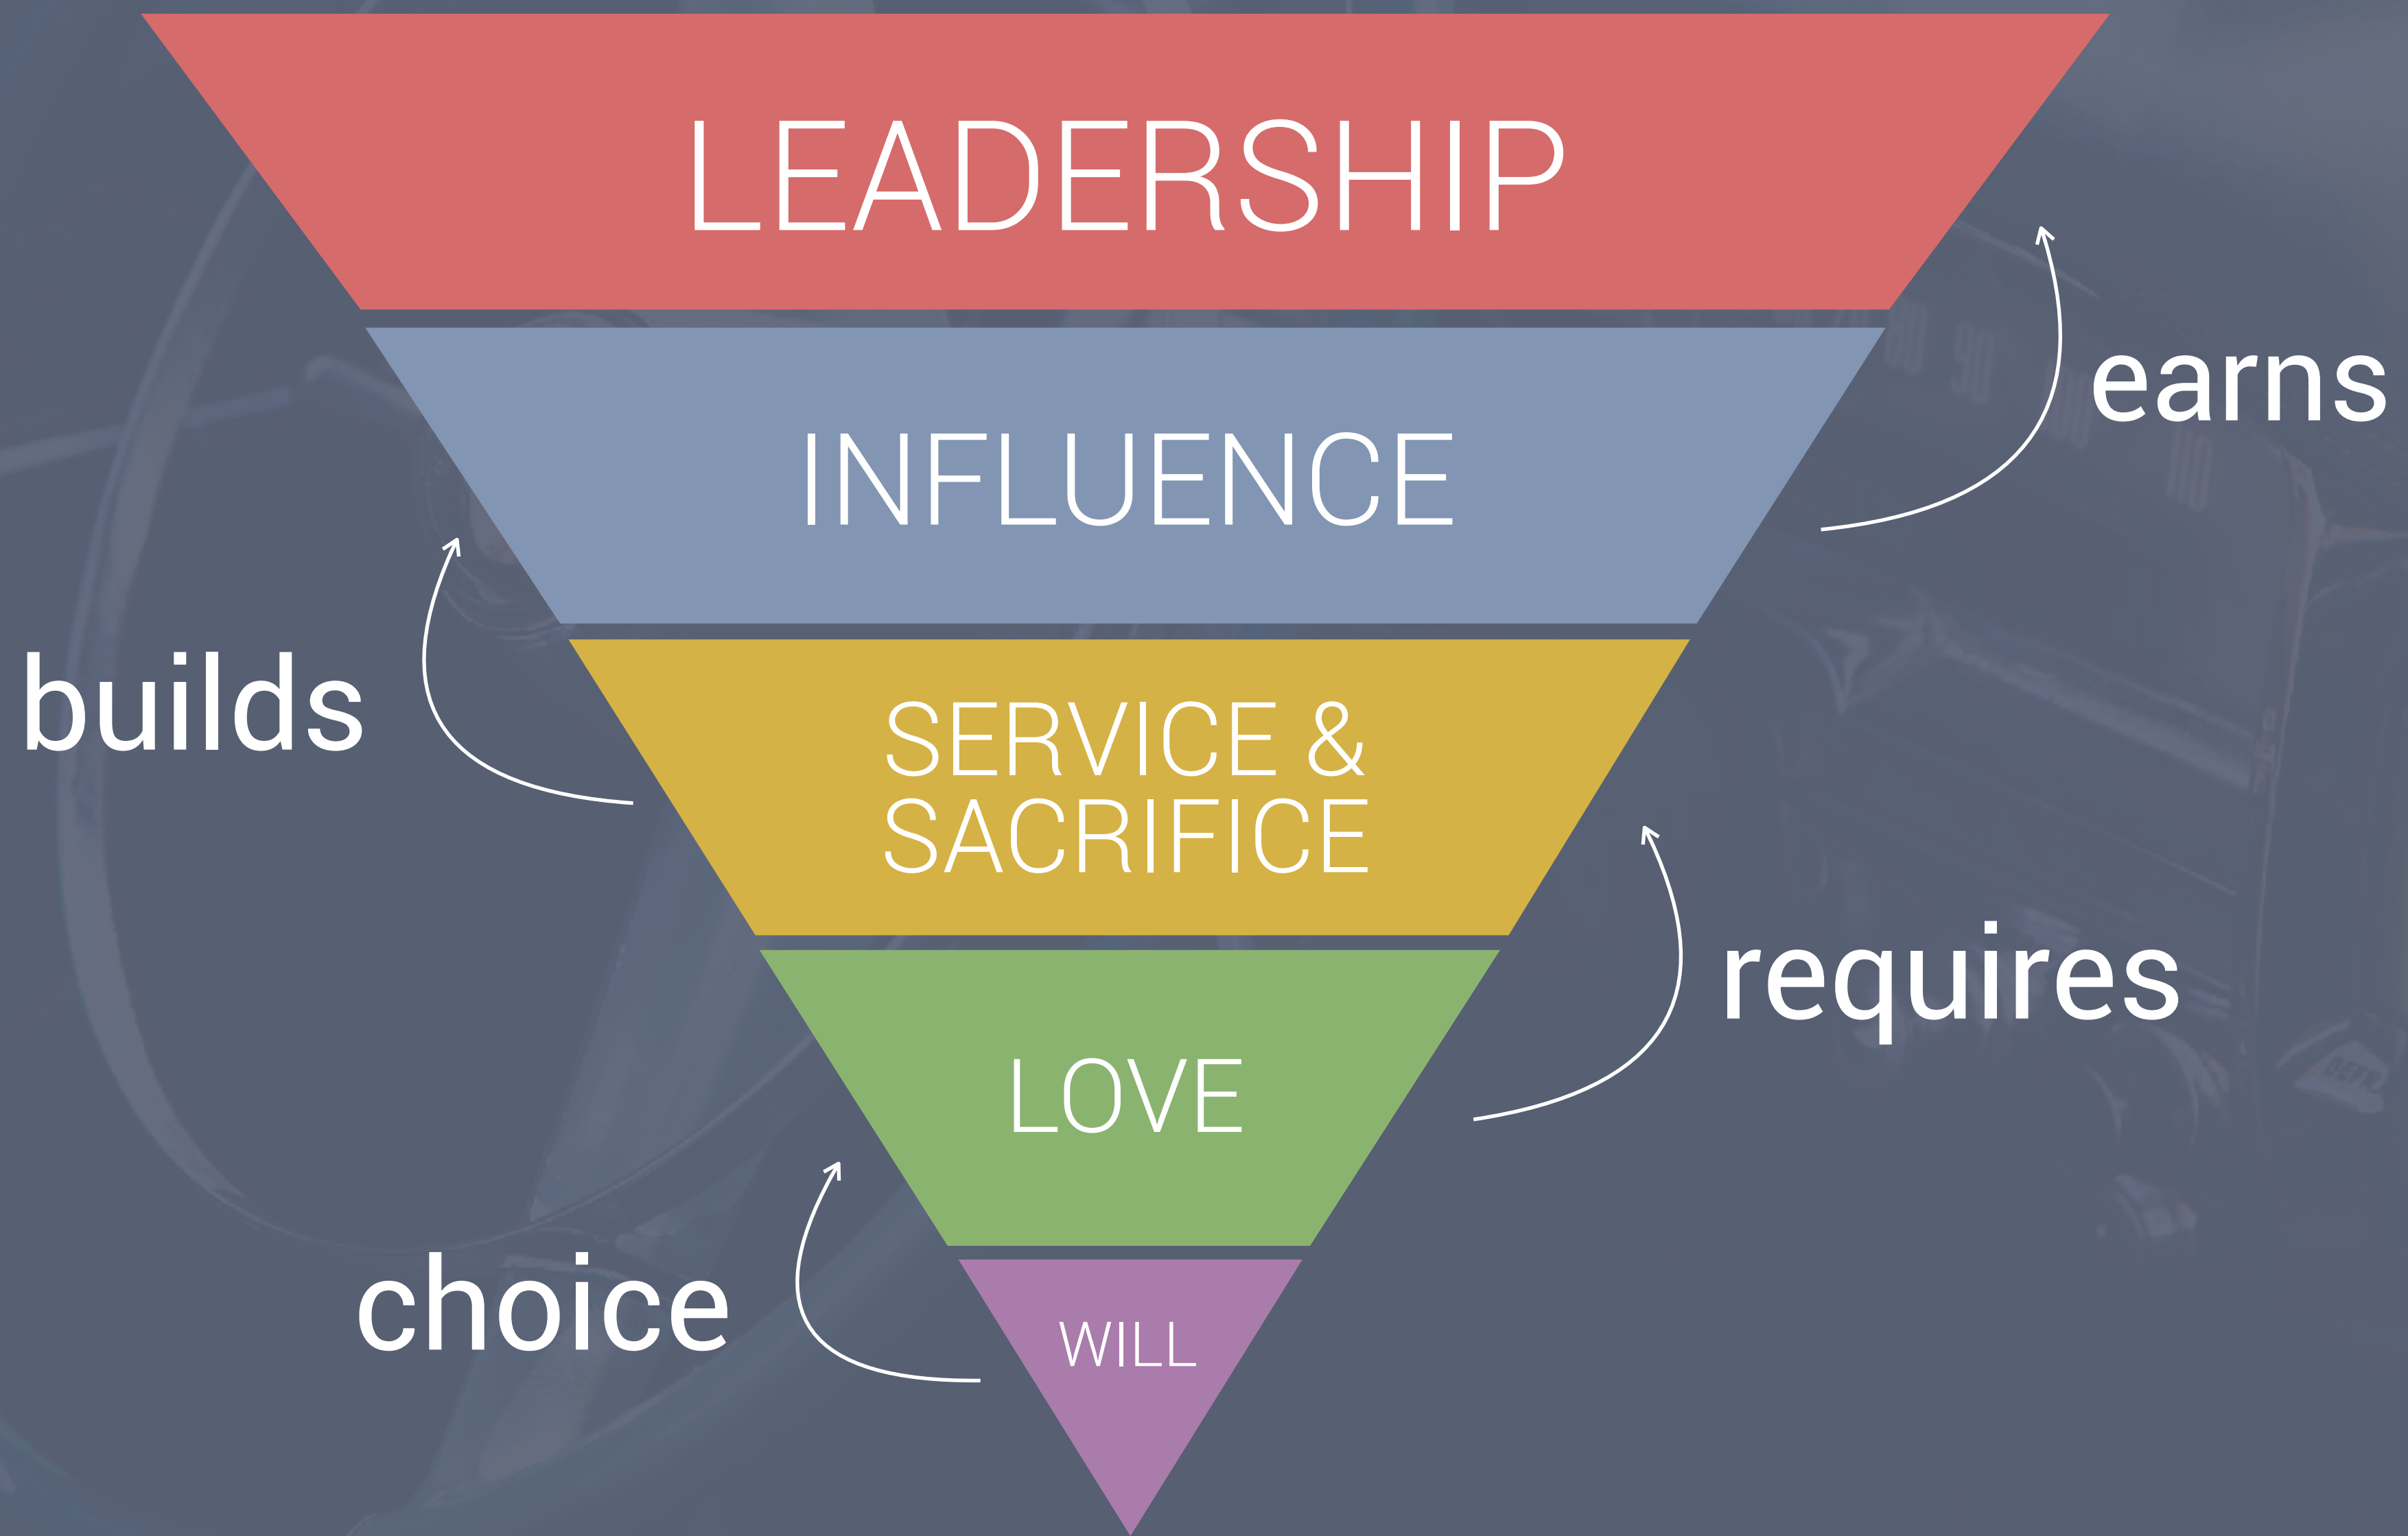 LEADERSHIP
earns
INFLUENCE
builds
SERVICE &
SACRIFICE
requires
LOVE
choice
WILL